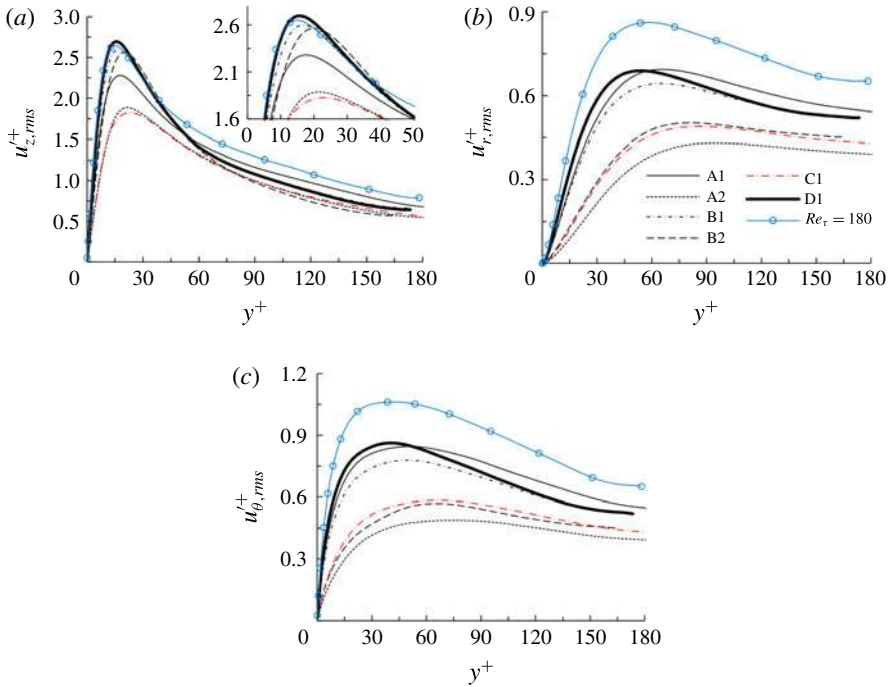 (a)
3.0
2.5
2.0
1.5
1.0
0.5
u′+z,rms
2.6
2.1
1.6
0 10 20 30 40 50
0 30 60 90 120 150 180
y+
(b)
0.9
0.6
0.3
u′+r,rms
A1
A2
B1
B2
C1
D1
Reτ = 180
0 30 60 90 120 150 180
y+
(c)
1.2
0.9
0.6
0.3
u′+θ,rms
0 30 60 90 120 150 180
y+